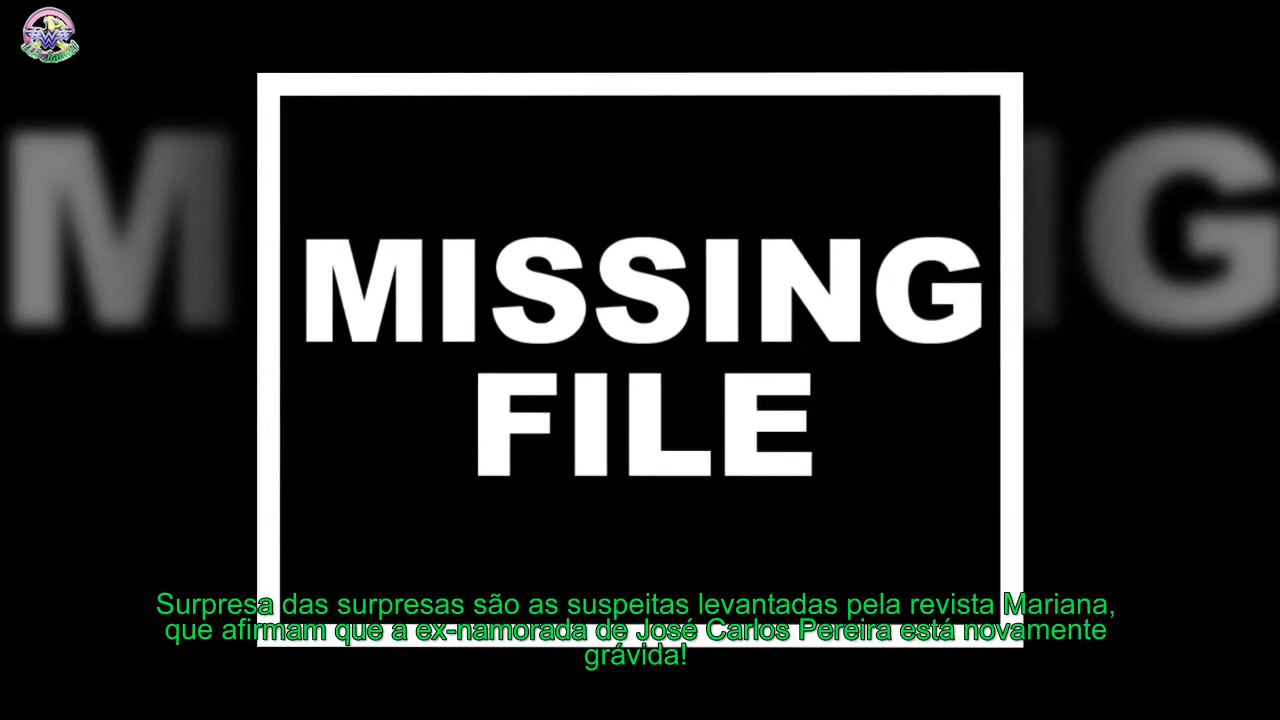 MISSING
FILE
Surpresa das surpresas são as suspeitas levantadas pela revista Mariana,
que afirmam que a ex-namorada de José Carlos Pereira está novamente
grávida!